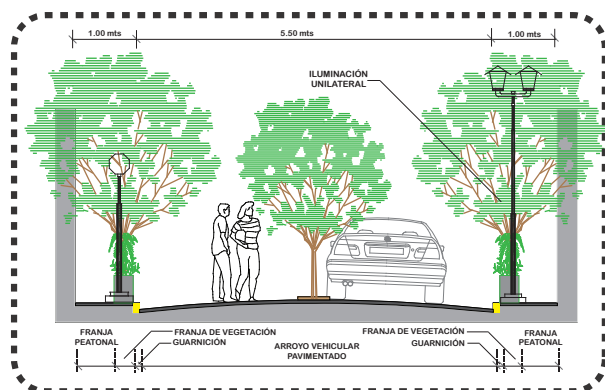 1.00 mts
5.50 mts
1.00 mts
ILUMINACIÓN
UNILATERAL
FRANJA
PEATONAL
FRANJA DE VEGETACIÓN
GUARNICIÓN
ARROYO VEHICULAR
PAVIMENTADO
FRANJA DE VEGETACIÓN
GUARNICIÓN
FRANJA
PEATONAL